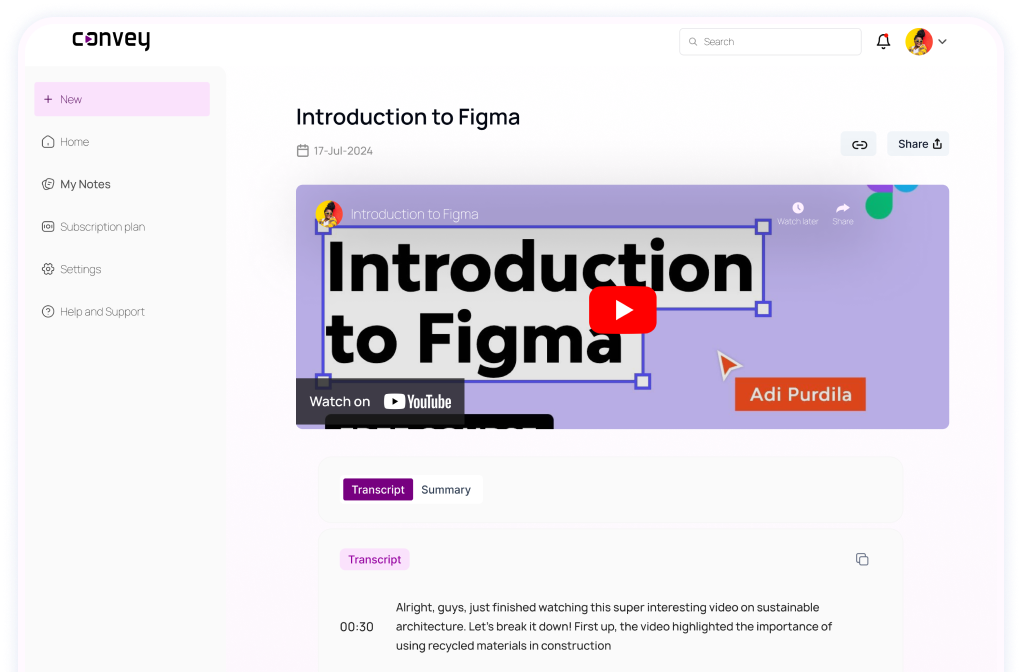 convey
Search
New
Home
My Notes
Subscription plan
Settings
Help and Support
Introduction to Figma
17-Jul-2024
Share
Introduction to Figma
Watch later
Share
Introduction
to Figma
Adi Purdila
Watch on YouTube
Transcript
Summary
Transcript
00:30
Alright, guys, just finished watching this super interesting video on sustainable
architecture. Let's break it down! First up, the video highlighted the importance of
using recycled materials in construction